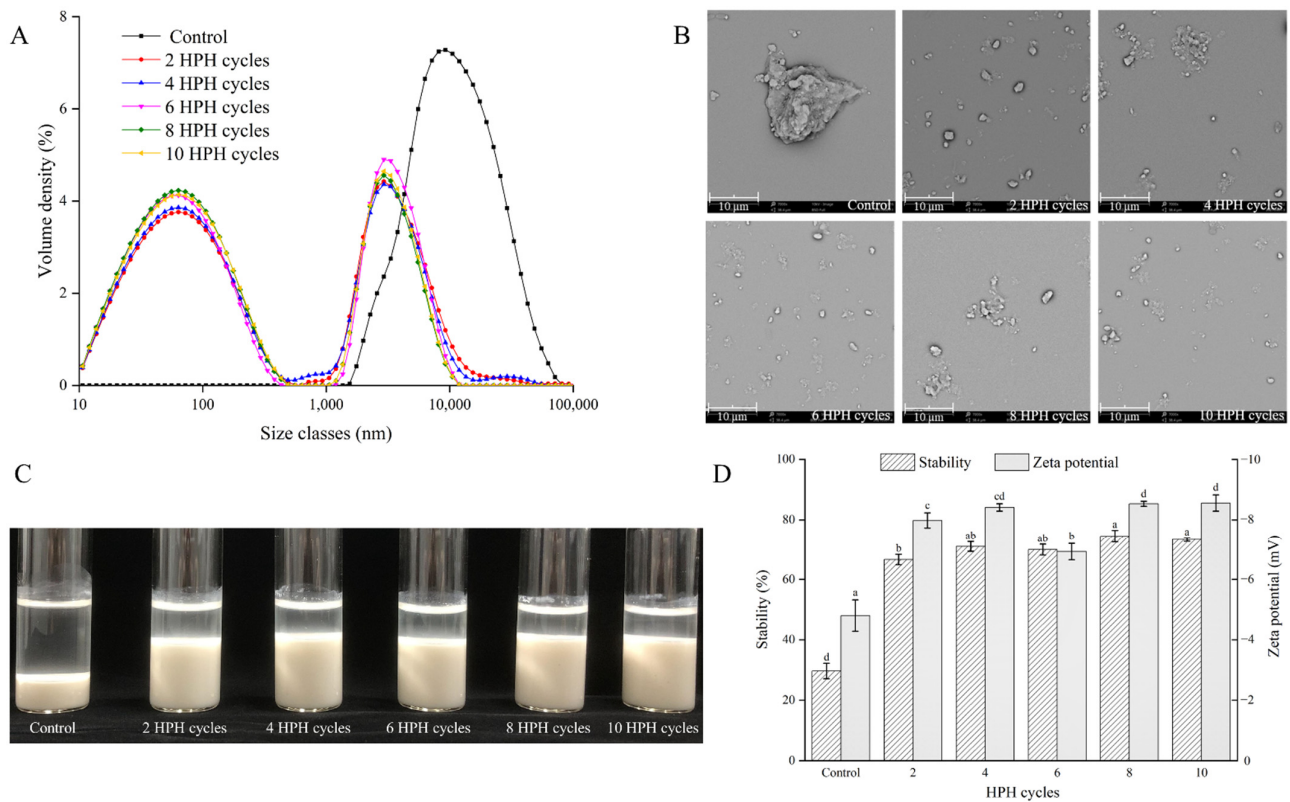 A
Volume density (%)
8
6
4
2
0
Control
2 HPH cycles
4 HPH cycles
6 HPH cycles
8 HPH cycles
10 HPH cycles
10
100
1,000
10,000
100,000
Size classes (nm)
B
10 μm
Control
10 μm
2 HPH cycles
10 μm
4 HPH cycles
10 μm
6 HPH cycles
10 μm
8 HPH cycles
10 μm
10 HPH cycles
C
Control
2 HPH cycles
4 HPH cycles
6 HPH cycles
8 HPH cycles
10 HPH cycles
D
Stability (%)
100
80
60
40
20
0
Stability
Zeta potential
d
a
b
c
ab
cd
ab
b
a
d
a
d
−10
−8
−6
−4
−2
0
Zeta potential (mV)
Control
2
4
6
8
10
HPH cycles